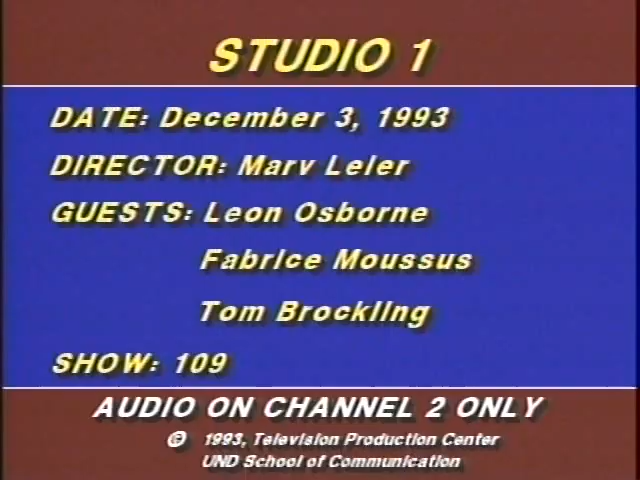 STUDIO 1
DATE: December 3, 1993
DIRECTOR: Marv Leier
GUESTS: Leon Osborne
Fabrice Moussus
Tom Brockling
SHOW: 109
AUDIO ON CHANNEL 2 ONLY
© 1993, Television Production Center
UND School of Communication